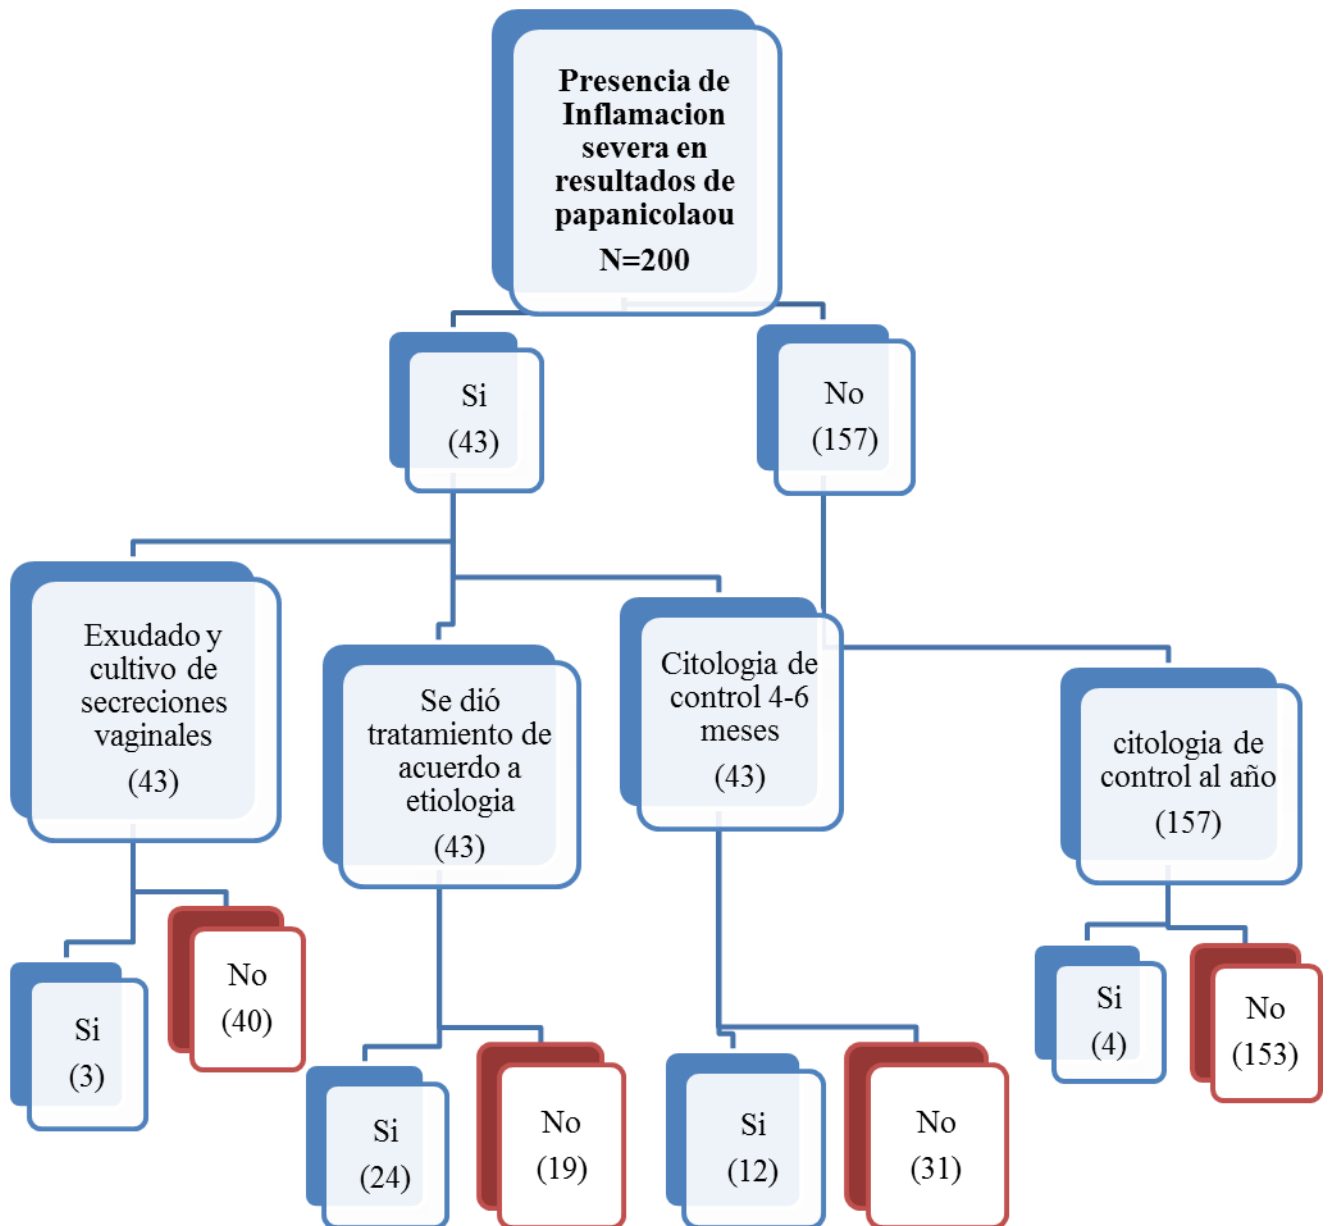 Presencia de
Inflamacion
severa en
resultados de
papanicolaou
N=200
Si
(43)
No
(157)
Exudado y
cultivo de
secreciones
vaginales
(43)
Se dió
tratamiento de
acuerdo a
etiologia
(43)
Citologia de
control 4-6
meses
(43)
citologia de
control al año
(157)
Si
(3)
No
(40)
Si
(24)
No
(19)
Si
(12)
No
(31)
Si
(4)
No
(153)